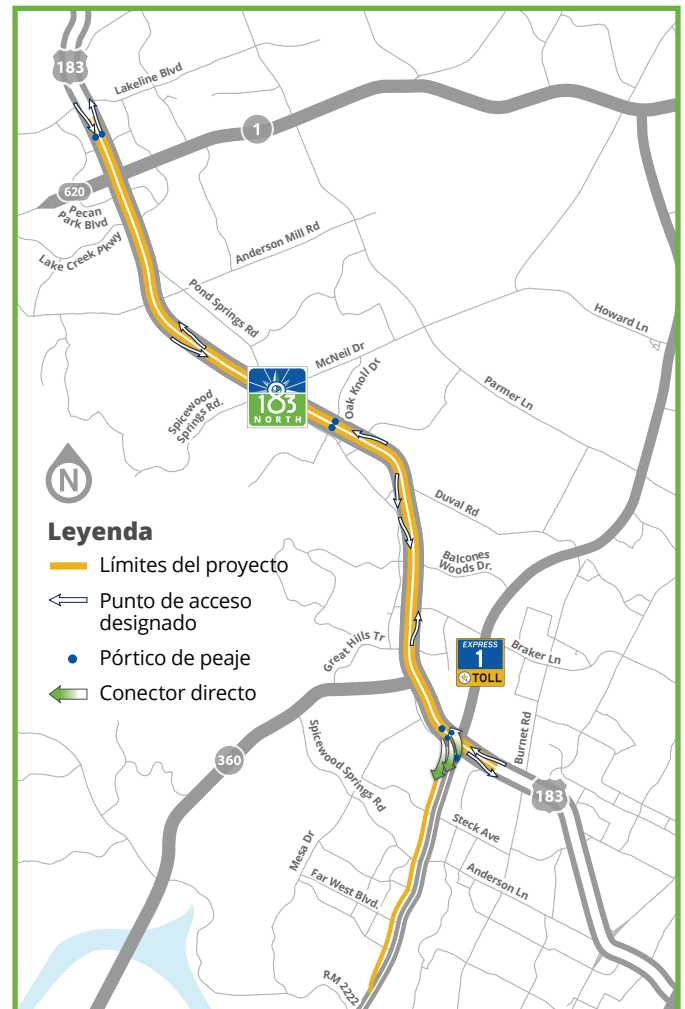 183
Lakeline Blvd
1
620
Pecan
Park Blvd
Lake Creek Pkwy
Anderson Mill Rd
Pond Springs Rd
Howard Ln
McNeil Dr
Oak Knoll Dr
Parmer Ln
183
NORTH
Spicewood
Springs Rd.
N
Duval Rd
Leyenda
Límites del proyecto
Punto de acceso
designado
Pórtico de peaje
Conector directo
Balcones
Woods Dr.
Great Hills Tr
Braker Ln
EXPRESS
1
TOLL
Burnet Rd
360
Spicewood Springs Rd
183
Steck Ave
Mesa Dr
Far West Blvd.
Anderson Ln
RM 2222